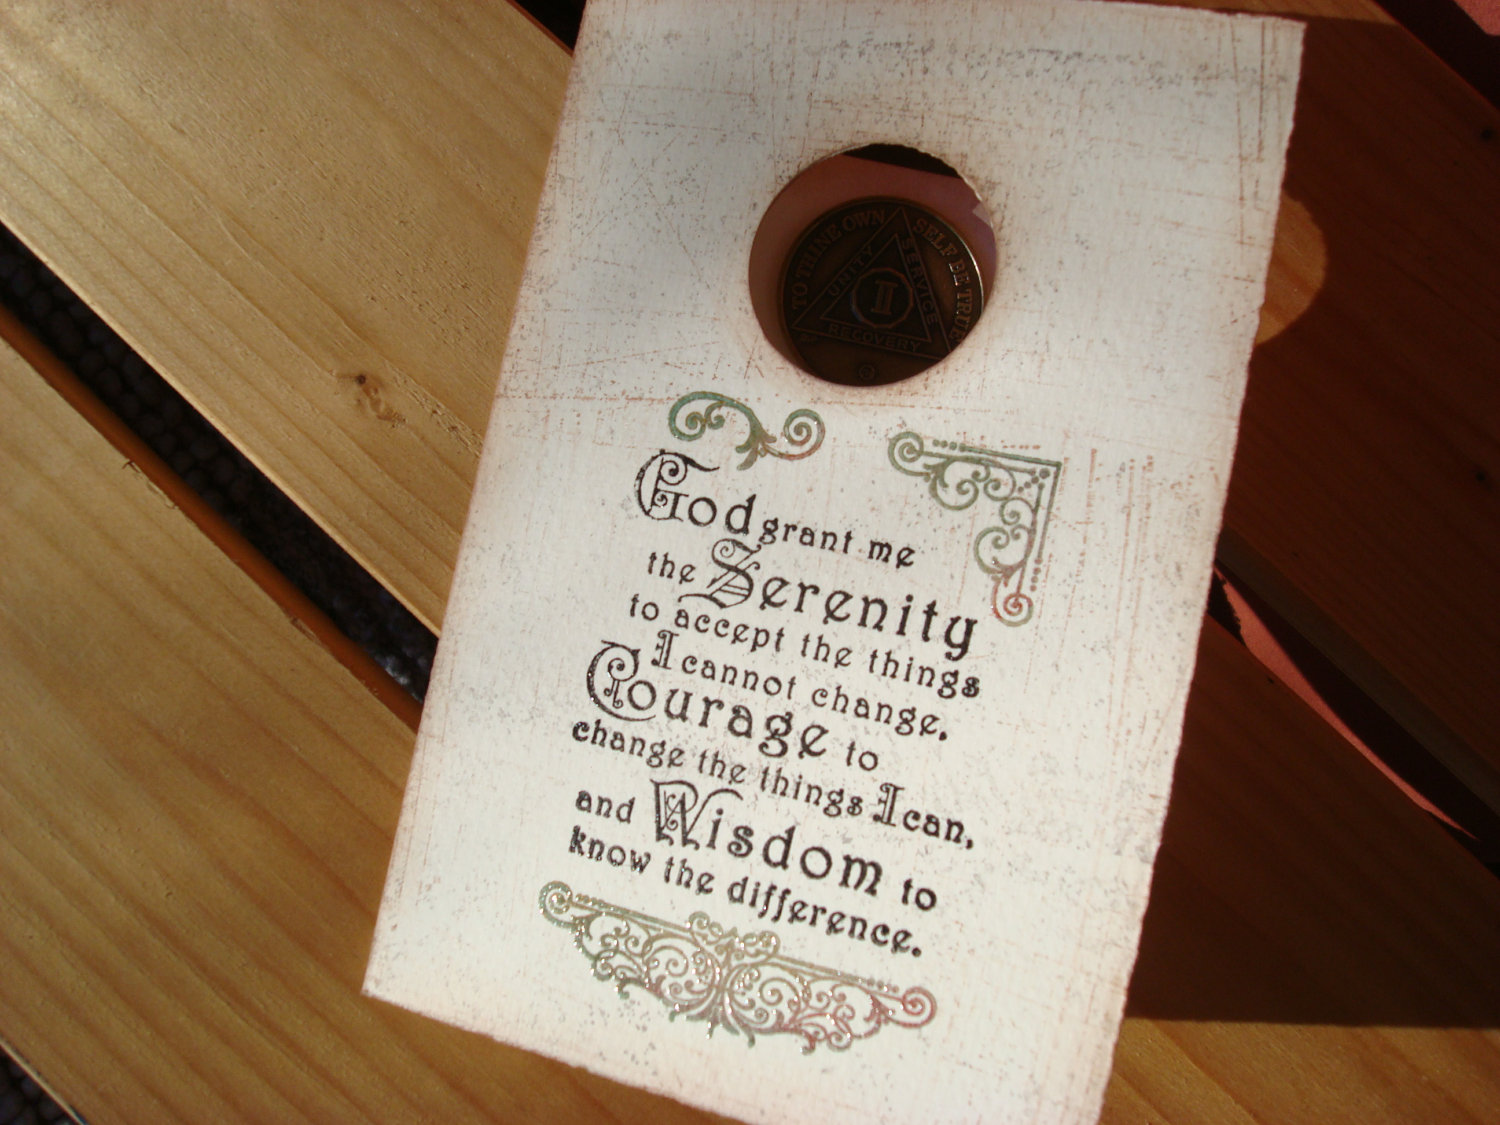 TO THINE OWN SELF BE TRUE
UNITY
SERVICE
II
RECOVERY
God grant me
the Serenity
to accept the things
I cannot change.
Courage to
change the things I can,
and Wisdom to
know the difference.